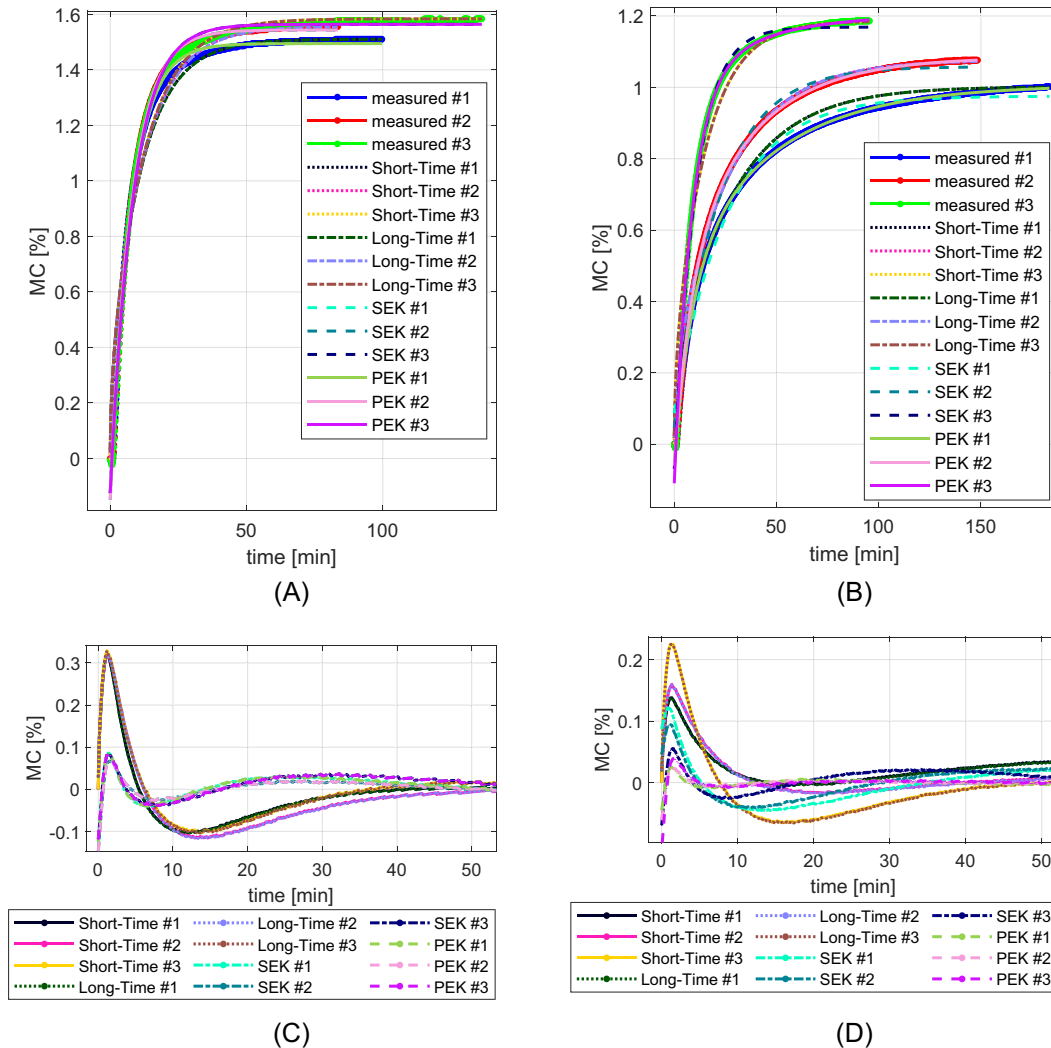 1.6
1.4
1.2
1
0.8
0.6
0.4
0.2
0
MC [%]
0
50
100
time [min]
measured #1
measured #2
measured #3
Short-Time #1
Short-Time #2
Short-Time #3
Long-Time #1
Long-Time #2
Long-Time #3
SEK #1
SEK #2
SEK #3
PEK #1
PEK #2
PEK #3
(A)
1.2
1
0.8
0.6
0.4
0.2
0
MC [%]
0
50
100
150
time [min]
measured #1
measured #2
measured #3
Short-Time #1
Short-Time #2
Short-Time #3
Long-Time #1
Long-Time #2
Long-Time #3
SEK #1
SEK #2
SEK #3
PEK #1
PEK #2
PEK #3
(B)
0.3
0.2
0.1
0
-0.1
MC [%]
0 10 20 30 40 50
time [min]
Short-Time #1 Long-Time #2 SEK #3
Short-Time #2 Long-Time #3 PEK #1
Short-Time #3 SEK #1 PEK #2
Long-Time #1 SEK #2 PEK #3
(C)
0.2
0.1
0
MC [%]
0 10 20 30 40 50
time [min]
Short-Time #1 Long-Time #2 SEK #3
Short-Time #2 Long-Time #3 PEK #1
Short-Time #3 SEK #1 PEK #2
Long-Time #1 SEK #2 PEK #3
(D)